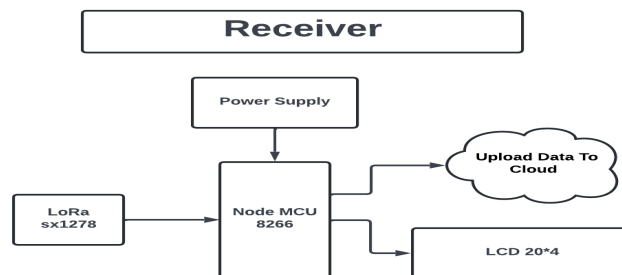 Receiver
Power Supply
Upload Data To
Cloud
LoRa
sx1278
Node MCU
8266
LCD 20*4